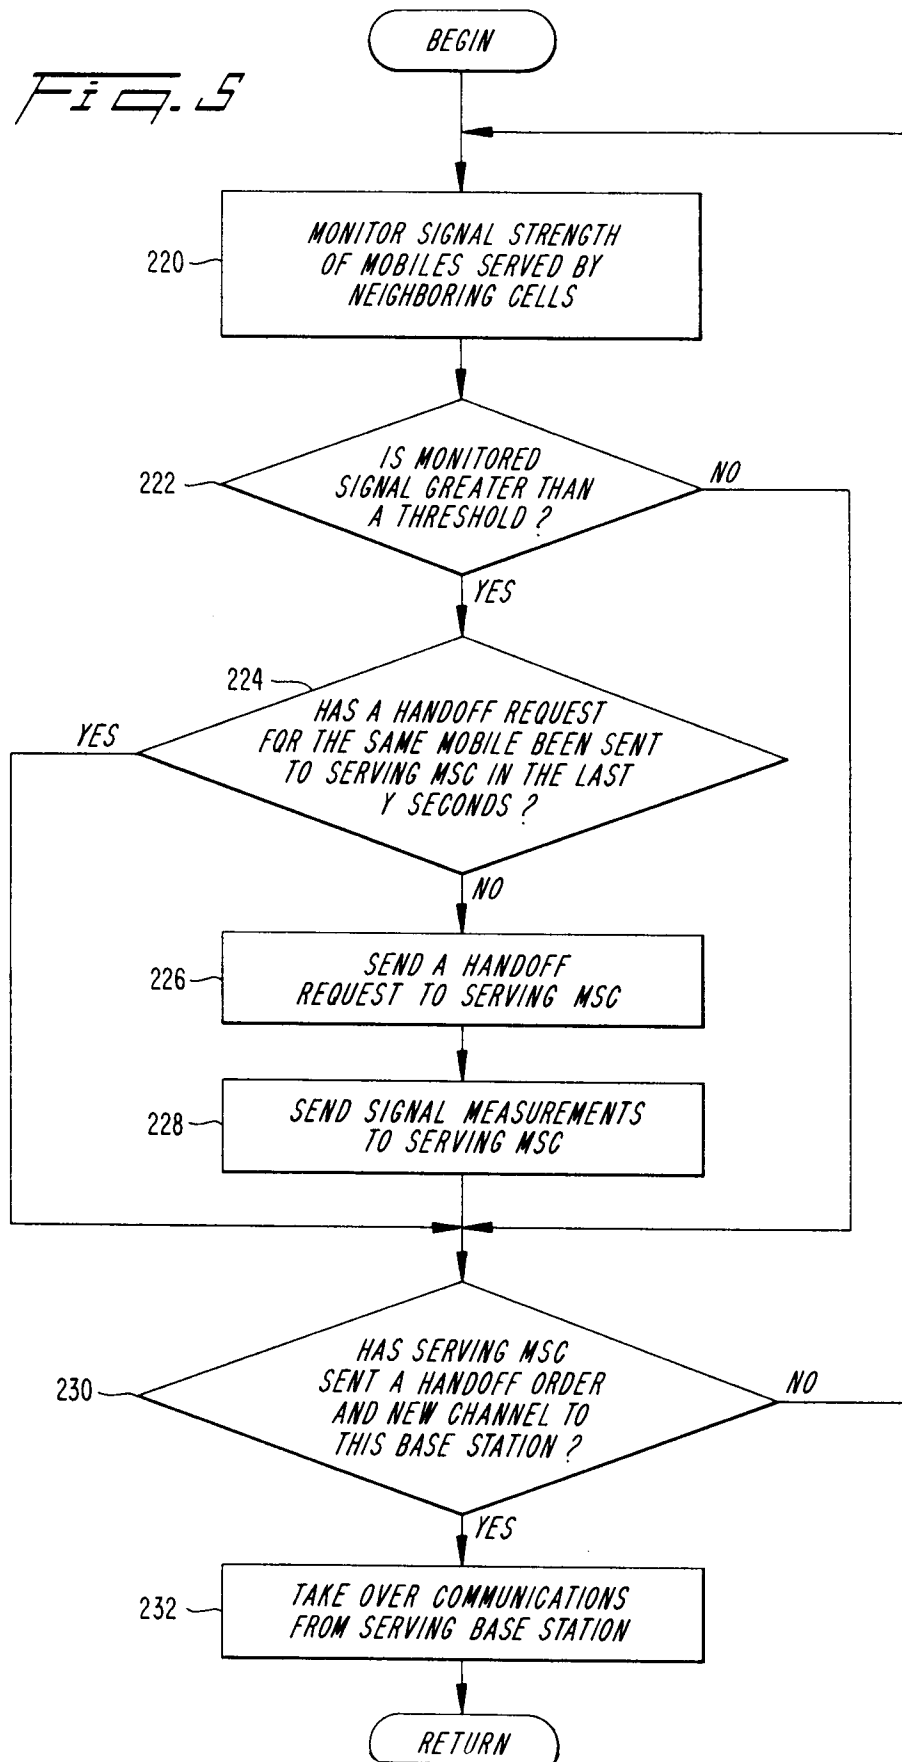 BEGIN
Fig. 5
MONITOR SIGNAL STRENGTH
OF MOBILES SERVED BY
NEIGHBORING CELLS
220
IS MONITORED
SIGNAL GREATER THAN
A THRESHOLD ?
222
NO
YES
224
HAS A HANDOFF REQUEST
FOR THE SAME MOBILE BEEN SENT
TO SERVING MSC IN THE LAST
Y SECONDS ?
YES
NO
226
SEND A HANDOFF
REQUEST TO SERVING MSC
228
SEND SIGNAL MEASUREMENTS
TO SERVING MSC
HAS SERVING MSC
SENT A HANDOFF ORDER
AND NEW CHANNEL TO
THIS BASE STATION ?
230
NO
YES
232
TAKE OVER COMMUNICATIONS
FROM SERVING BASE STATION
RETURN